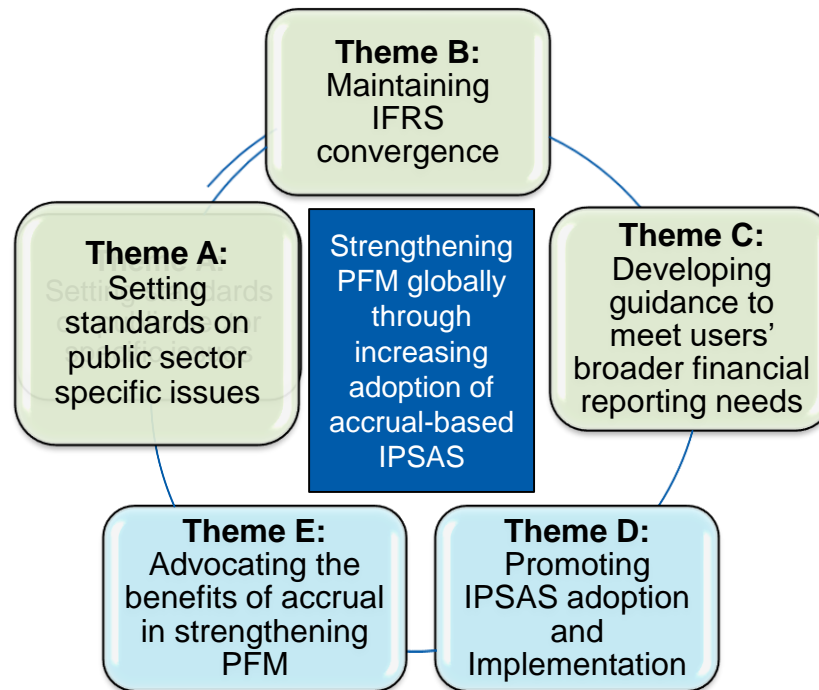 Theme B:
Maintaining
IFRS
convergence
Theme A:
Setting
standards on
public sector
specific issues
Strengthening
PFM globally
through
increasing
adoption of
accrual-based
IPSAS
Theme C:
Developing
guidance to
meet users’
broader financial
reporting needs
Theme E:
Advocating the
benefits of accrual
in strengthening
PFM
Theme D:
Promoting
IPSAS adoption
and
Implementation